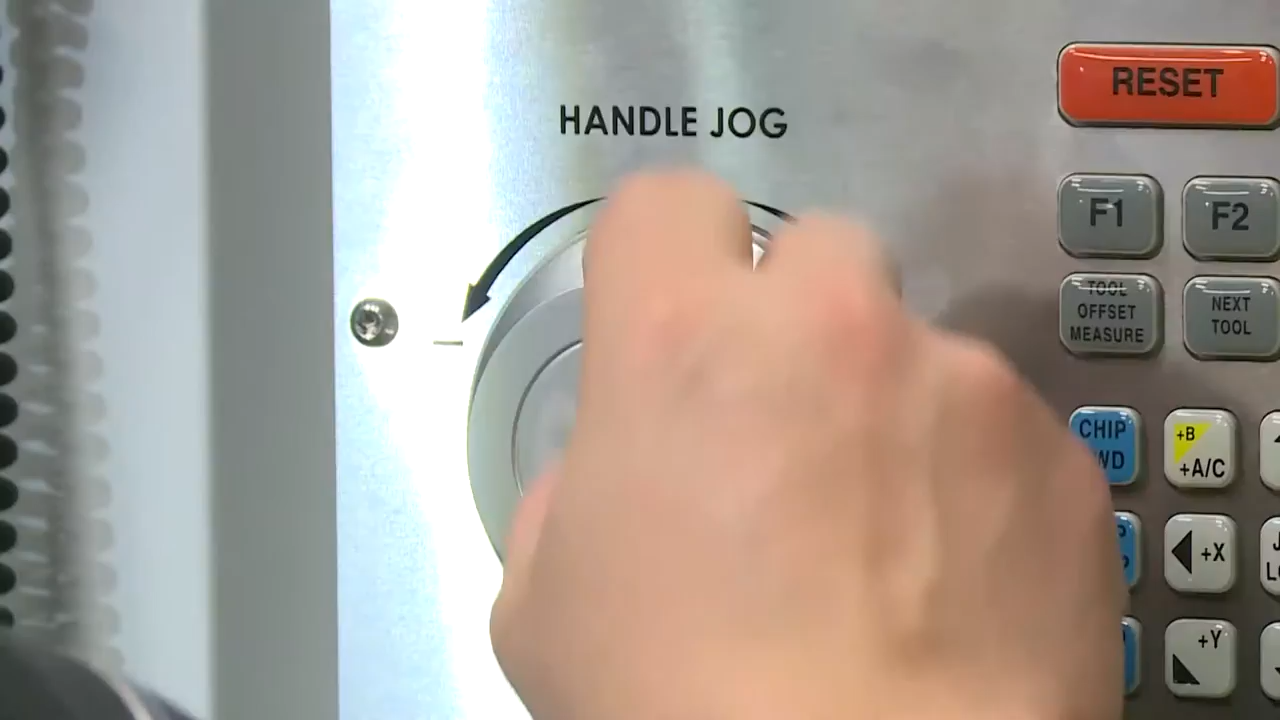 HANDLE JOG
RESET
F1
F2
TOOL
OFFSET
MEASURE
NEXT
TOOL
CHIP
+B
+A/C
+X
+Y